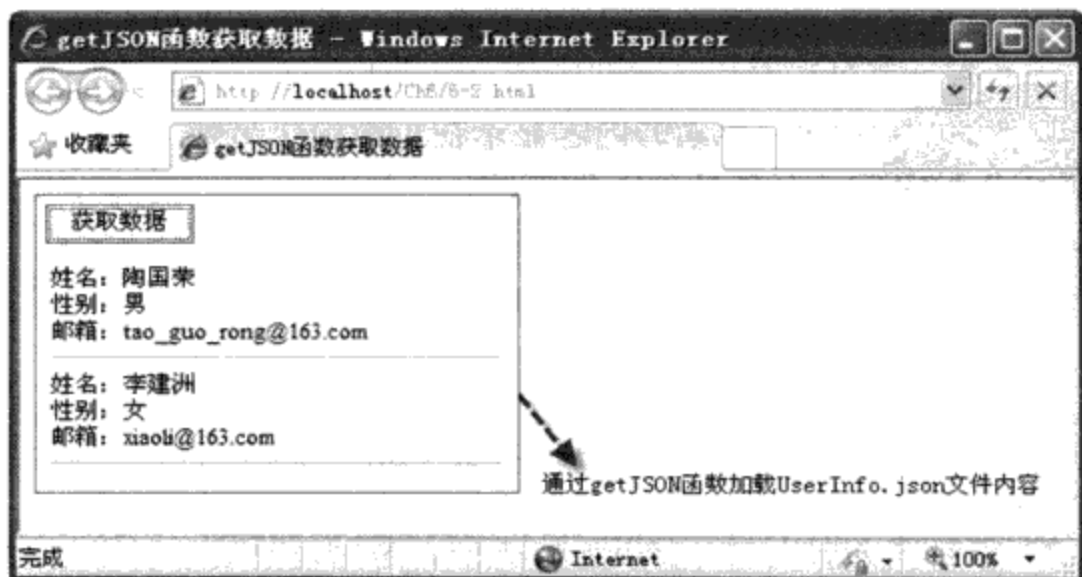 getJSON函数获取数据 - Windows Internet Explorer
http://localhost/Ch6/6-2.html
收藏夹
getJSON函数获取数据
获取数据
姓名：陶国荣
性别：男
邮箱：tao_guo_rong@163.com
姓名：李建洲
性别：女
邮箱：xiaoli@163.com
通过getJSON函数加载UserInfo.json文件内容
完成
Internet
100%